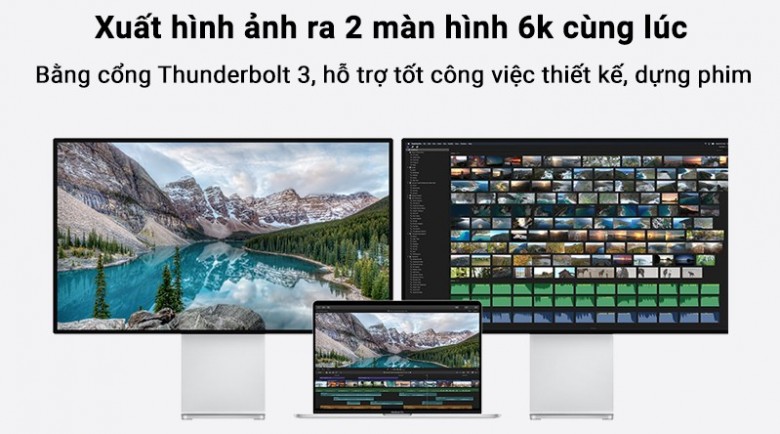 Xuất hình ảnh ra 2 màn hình 6k cùng lúc
Bằng cổng Thunderbolt 3, hỗ trợ tốt công việc thiết kế, dựng phim